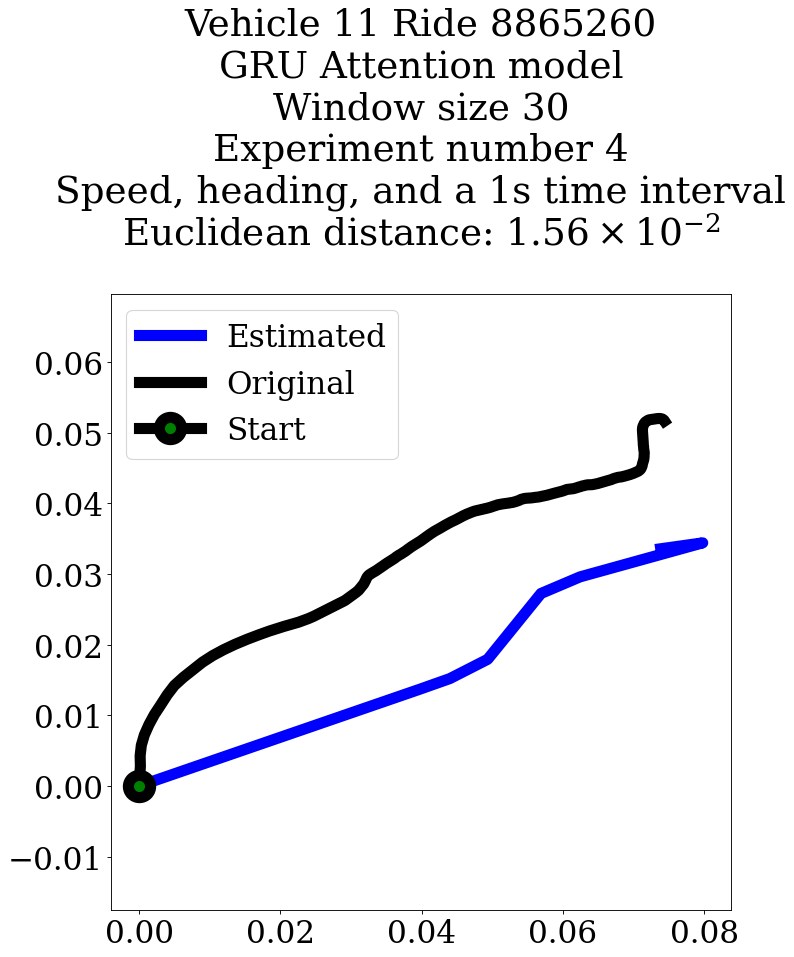 Vehicle 11 Ride 8865260
GRU Attention model
Window size 30
Experiment number 4
Speed, heading, and a 1s time interval
Euclidean distance: 1.56 × 10⁻²
Estimated
Original
Start
0.06
0.05
0.04
0.03
0.02
0.01
0.00
−0.01
0.00 0.02 0.04 0.06 0.08